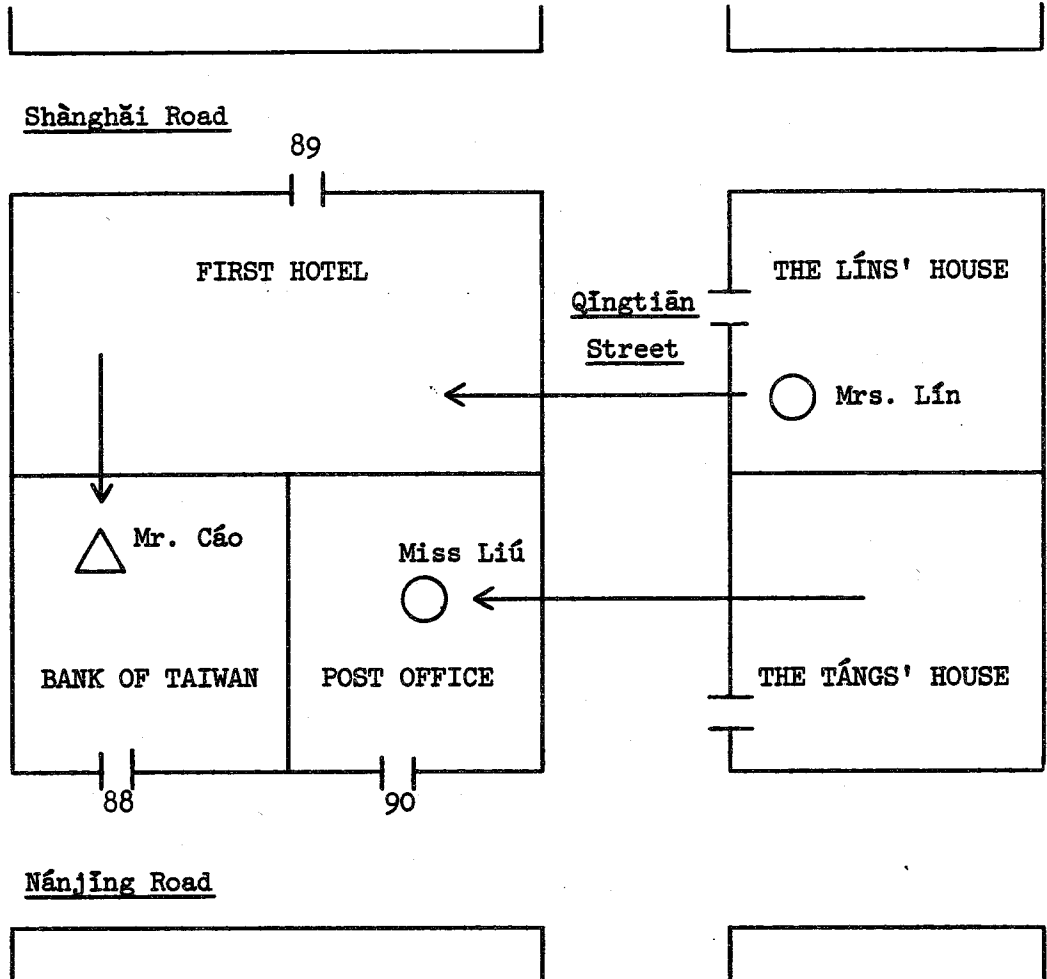 Shànghǎi Road
89
FIRST HOTEL
THE LÍNS' HOUSE
Qīngtiān
Street
Mrs. Lín
Mr. Cáo
Miss Liú
BANK OF TAIWAN
POST OFFICE
THE TÁNGS' HOUSE
88
90
Nánjīng Road